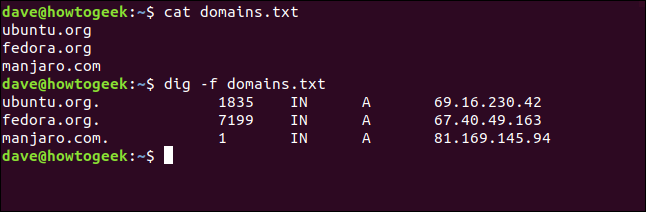 dave@howtogeek:~$ cat domains.txt
ubuntu.org
fedora.org
manjaro.com
dave@howtogeek:~$ dig -f domains.txt
ubuntu.org. 1835 IN A 69.16.230.42
fedora.org. 7199 IN A 67.40.49.163
manjaro.com. 1 IN A 81.169.145.94
dave@howtogeek:~$